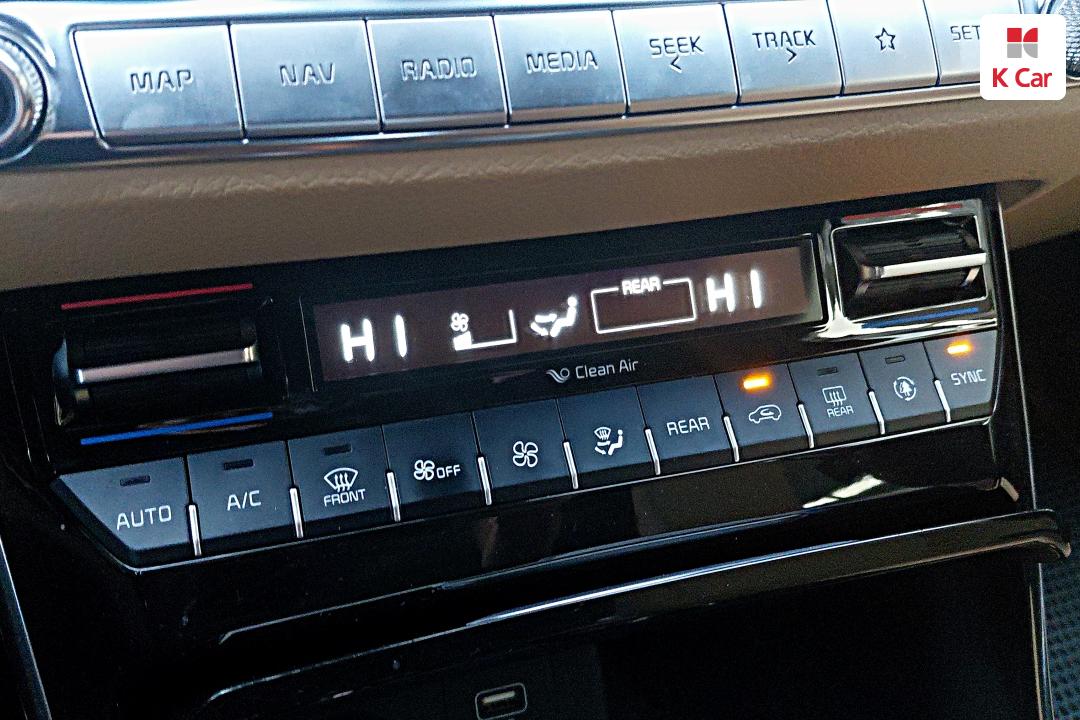 MAP NAV RADIO MEDIA SEEK TRACK SET
K Car
< >
HI REAR HI
Clean Air
AUTO A/C FRONT OFF REAR REAR SYNC